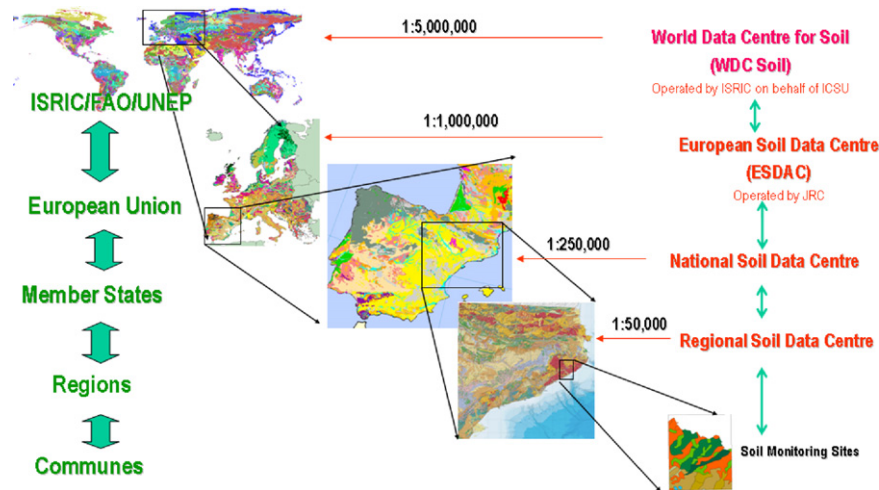 1:5,000,000
World Data Centre for Soil
(WDC Soil)
Operated by ISRIC on behalf of ICSU
ISRIC/FAO/UNEP
1:1,000,000
European Soil Data Centre
(ESDAC)
Operated by JRC
European Union
1:250,000
National Soil Data Centre
Member States
1:50,000
Regional Soil Data Centre
Regions
Soil Monitoring Sites
Communes